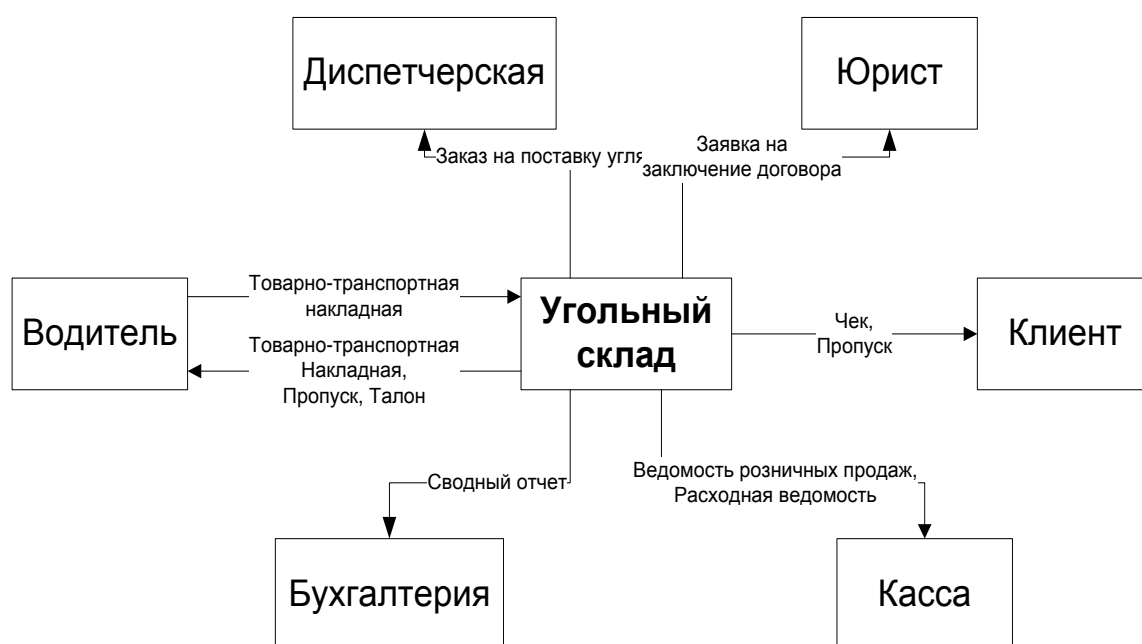 Диспетчерская
Юрист
Заказ на поставку угля
Заявка на
заключение договора
Водитель
Товарно-транспортная
накладная
Товарно-транспортная
Накладная,
Пропуск, Талон
Угольный
склад
Чек,
Пропуск
Клиент
Сводный отчет
Ведомость розничных продаж,
Расходная ведомость
Бухгалтерия
Касса